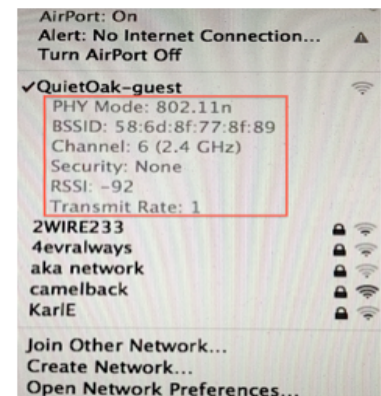 AirPort: On
Alert: No Internet Connection...
Turn AirPort Off
✓QuietOak-guest
PHY Mode: 802.11n
BSSID: 58:6d:8f:77:8f:89
Channel: 6 (2.4 GHz)
Security: None
RSSI: -92
Transmit Rate: 1
2WIRE233
4evralways
aka network
camelback
KarlE
Join Other Network...
Create Network...
Open Network Preferences...